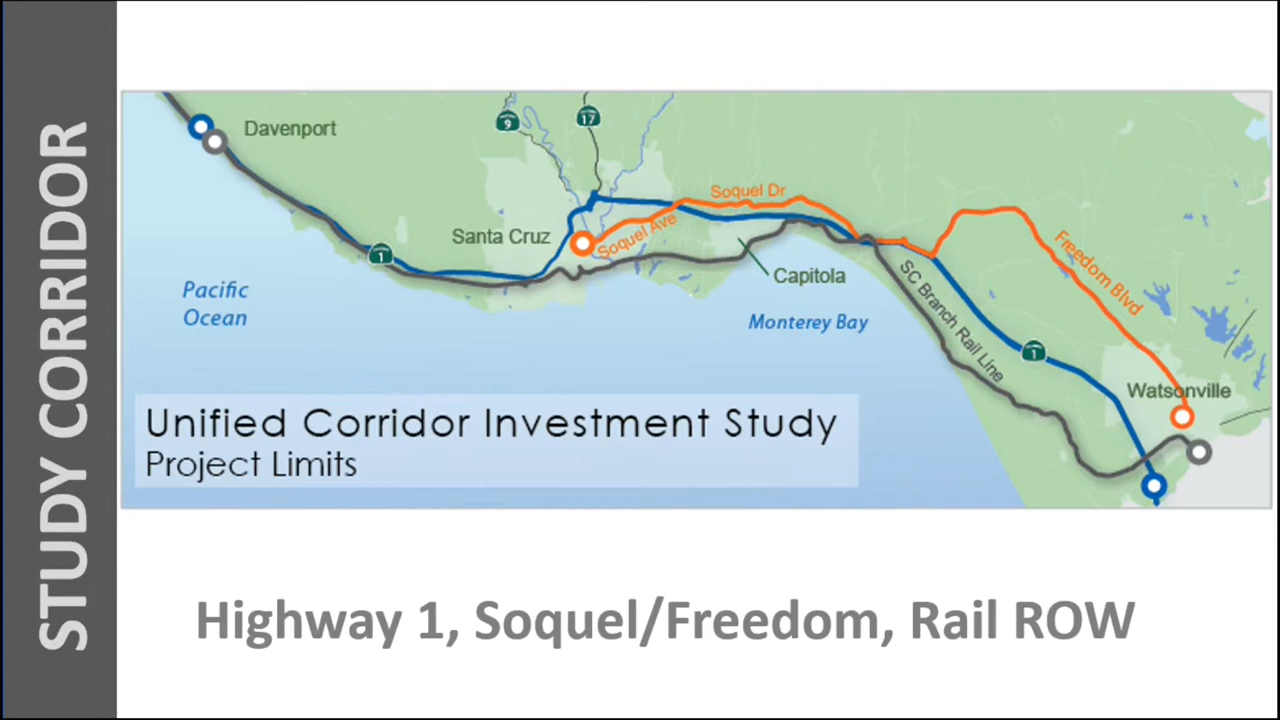 STUDY CORRIDOR
9
17
Davenport
Soquel Dr
Santa Cruz
Soquel Ave
Freedom Blvd
1
Capitola
SC Branch Rail Line
Pacific
Ocean
Monterey Bay
1
Watsonville
Unified Corridor Investment Study
Project Limits
Highway 1, Soquel/Freedom, Rail ROW